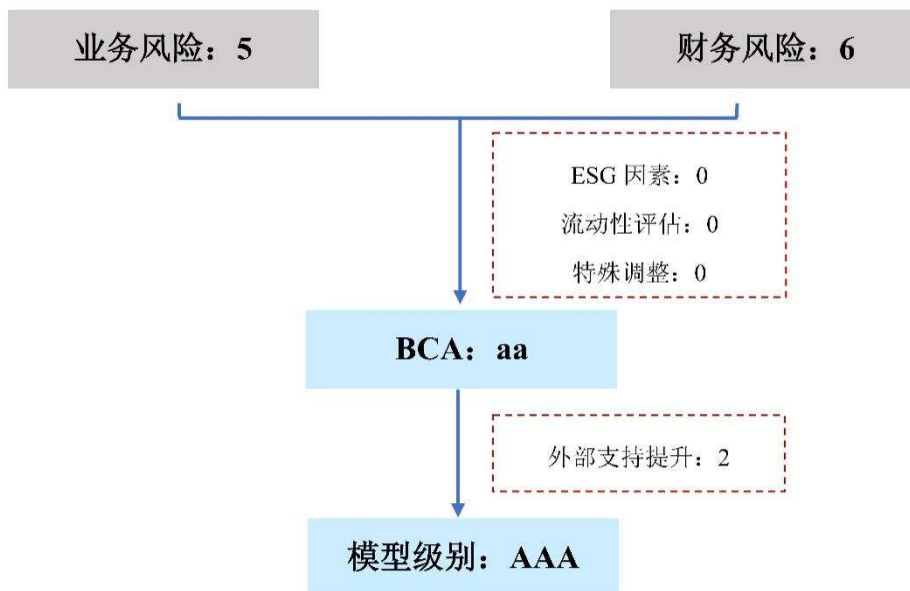 业务风险：5
财务风险：6
ESG 因素：0
流动性评估：0
特殊调整：0
BCA：aa
外部支持提升：2
模型级别：AAA